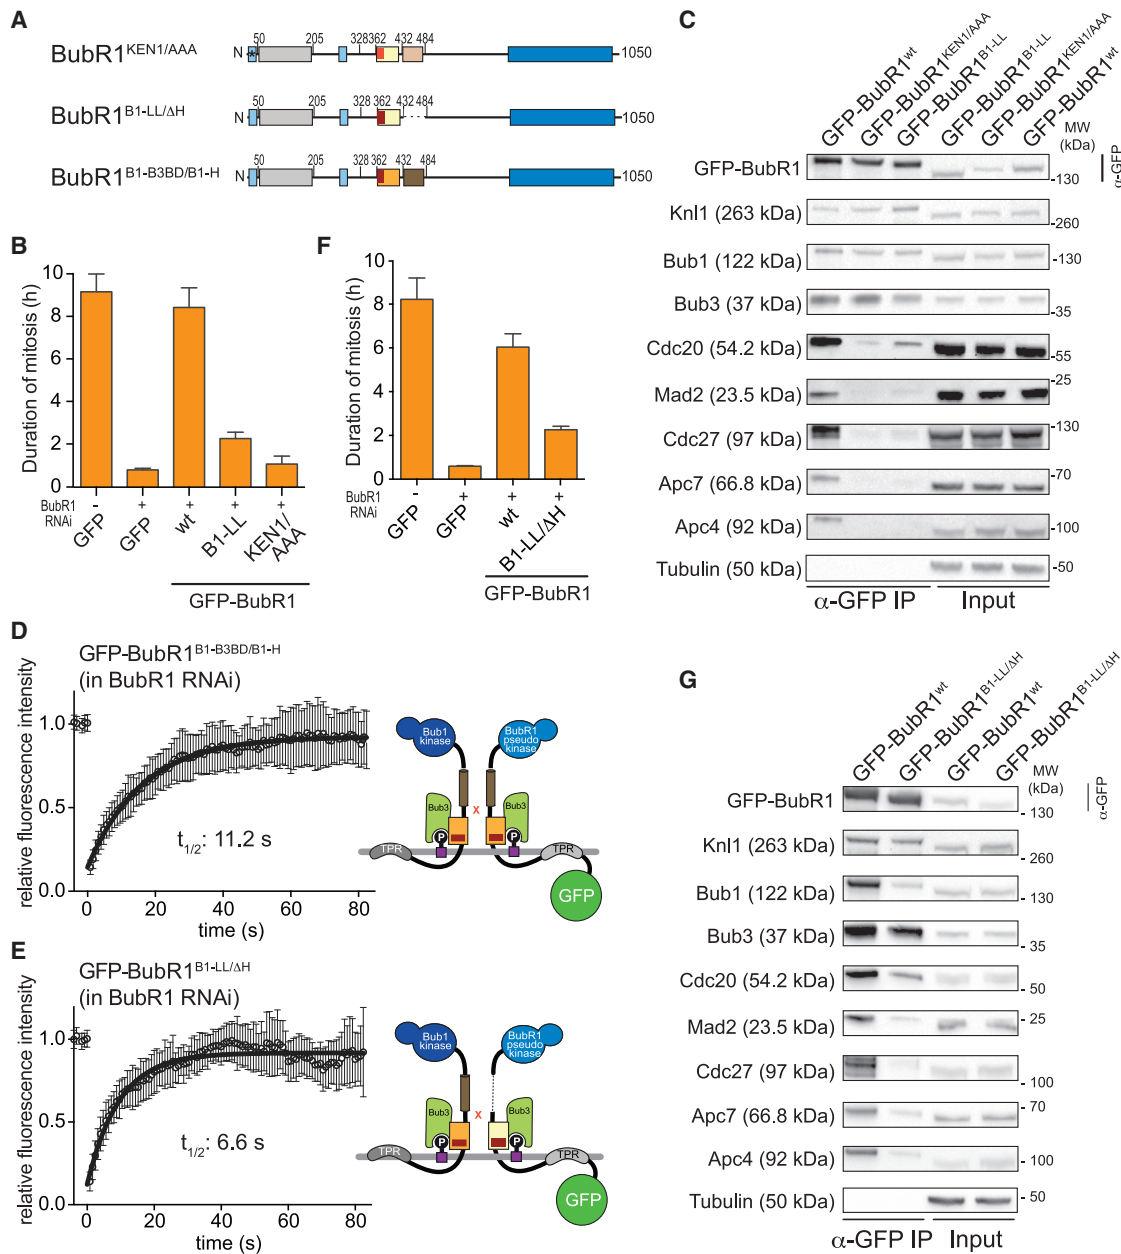 A
BubR1KEN1/AAA
N * 50 205 328 362 432 484 1050
BubR1B1-LL/ΔH
N 50 205 328 362 432 484 1050
BubR1B1-B3BD/B1-H
N 50 205 328 362 432 484 1050
B
Duration of mitosis (h)
10
8
6
4
2
0
BubR1 RNAi - + + + +
GFP GFP wt B1-LL KEN1/AAA
GFP-BubR1
F
Duration of mitosis (h)
10
8
6
4
2
0
BubR1 RNAi - + + +
GFP GFP wt B1-LL/ΔH
GFP-BubR1
C
GFP-BubR1wt
GFP-BubR1KEN1/AAA
GFP-BubR1B1-LL
GFP-BubR1B1-LL
GFP-BubR1KEN1/AAA
GFP-BubR1wt
MW (kDa)
GFP-BubR1 -130 α-GFP
Knl1 (263 kDa) -260
Bub1 (122 kDa) -130
Bub3 (37 kDa) -35
Cdc20 (54.2 kDa) -55
Mad2 (23.5 kDa) -25
Cdc27 (97 kDa) -130
Apc7 (66.8 kDa) -70
Apc4 (92 kDa) -100
Tubulin (50 kDa) -50
α-GFP IP Input
D
GFP-BubR1B1-B3BD/B1-H
(in BubR1 RNAi)
relative fluorescence intensity
1.0
0.5
0.0
t1/2: 11.2 s
0 20 40 60 80
time (s)
Bub1 kinase
BubR1 pseudo kinase
Bub3 x Bub3
P P
TPR TPR
GFP
E
GFP-BubR1B1-LL/ΔH
(in BubR1 RNAi)
relative fluorescence intensity
1.0
0.5
0.0
t1/2: 6.6 s
0 20 40 60 80
time (s)
Bub1 kinase
BubR1 pseudo kinase
Bub3 x Bub3
P P
TPR TPR
GFP
G
GFP-BubR1wt
GFP-BubR1B1-LL/ΔH
GFP-BubR1wt
GFP-BubR1B1-LL/ΔH
MW (kDa)
GFP-BubR1 - 130 α-GFP
Knl1 (263 kDa) - 260
Bub1 (122 kDa) - 130
Bub3 (37 kDa) - 35
Cdc20 (54.2 kDa) - 50
Mad2 (23.5 kDa) - 25
Cdc27 (97 kDa) - 100
Apc7 (66.8 kDa) - 70
Apc4 (92 kDa) - 100
Tubulin (50 kDa) - 50
α-GFP IP Input